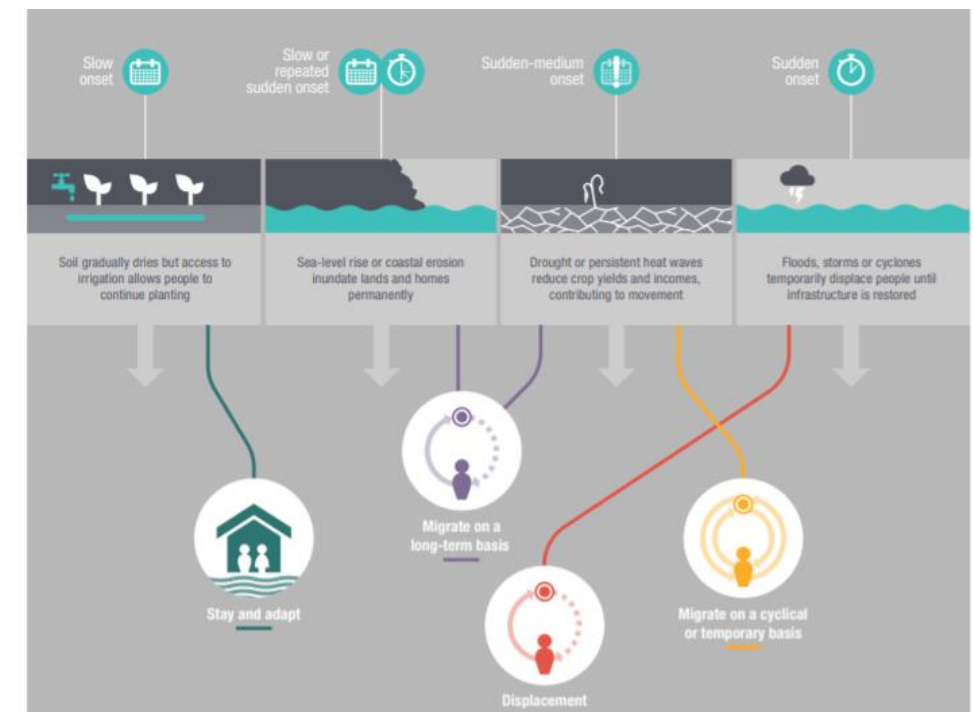 Slow
onset
Slow or
repeated
sudden onset
Sudden-medium
onset
Sudden
onset
Soil gradually dries but access to
irrigation allows people to
continue planting
Sea-level rise or coastal erosion
inundate lands and homes
permanently
Drought or persistent heat waves
reduce crop yields and incomes,
contributing to movement
Floods, storms or cyclones
temporarily displace people until
infrastructure is restored
Migrate on a
long-term basis
Stay and adapt
Migrate on a cyclical
or temporary basis
Displacement